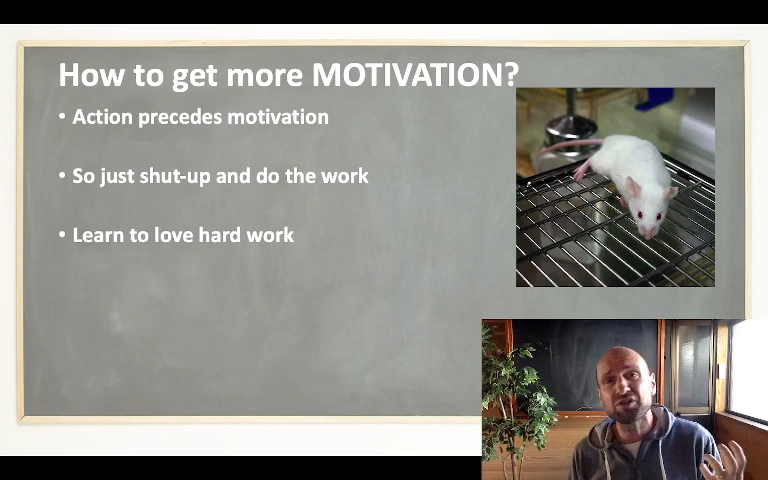 How to get more MOTIVATION?
• Action precedes motivation
• So just shut-up and do the work
• Learn to love hard work